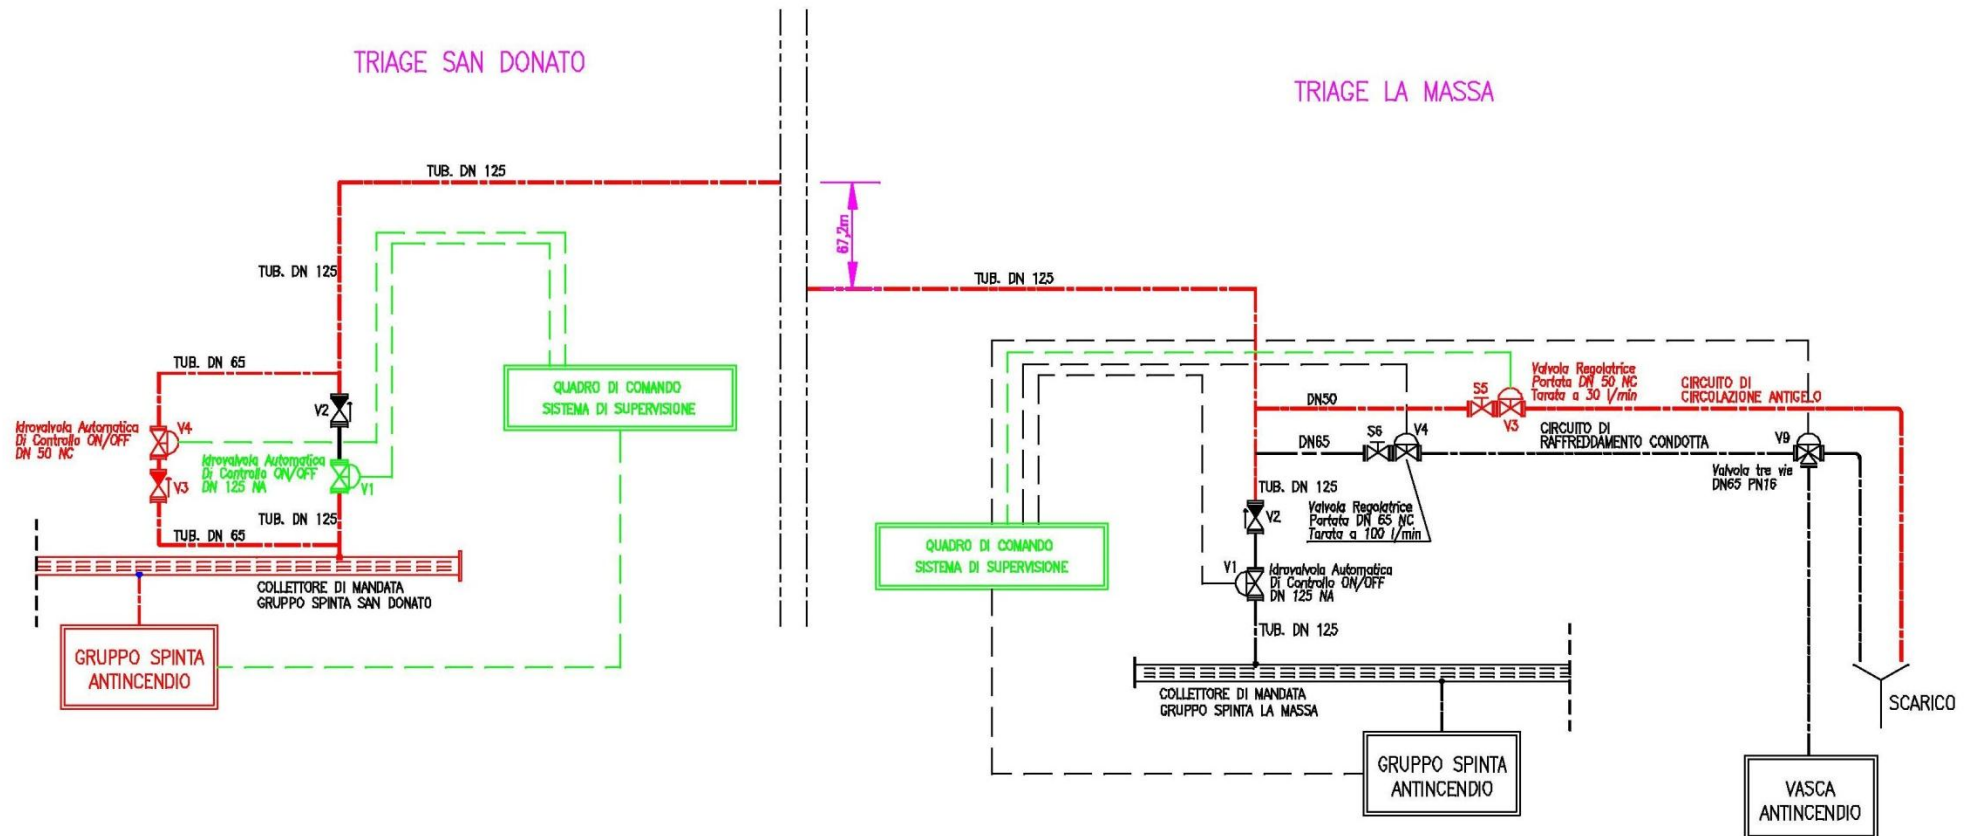 TRIAGE SAN DONATO
TUB. DN 125
TUB. DN 125
TUB. DN 65
V2
Idrovalvola Automatica
Di Controllo ON/OFF
DN 50 NC
V4
Idrovalvola Automatica
Di Controllo ON/OFF
DN 125 NA
V1
V3
TUB. DN 125
TUB. DN 65
COLLETTORE DI MANDATA
GRUPPO SPINTA SAN DONATO
GRUPPO SPINTA
ANTINCENDIO
QUADRO DI COMANDO
SISTEMA DI SUPERVISIONE
67,2m
TRIAGE LA MASSA
TUB. DN 125
DN50
S5
Valvola Regolatrice
Portata DN 50 NC
Tarata a 30 l/min
V3
CIRCUITO DI
CIRCOLAZIONE ANTIGELO
DN65
S6
V4
CIRCUITO DI
RAFFREDDAMENTO CONDOTTA
V9
Valvola tre vie
DN65 PN16
TUB. DN 125
V2
Valvola Regolatrice
Portata DN 65 NC
Tarata a 100 l/min
QUADRO DI COMANDO
SISTEMA DI SUPERVISIONE
V1
Idrovalvola Automatica
Di Controllo ON/OFF
DN 125 NA
TUB. DN 125
COLLETTORE DI MANDATA
GRUPPO SPINTA LA MASSA
GRUPPO SPINTA
ANTINCENDIO
SCARICO
VASCA
ANTINCENDIO